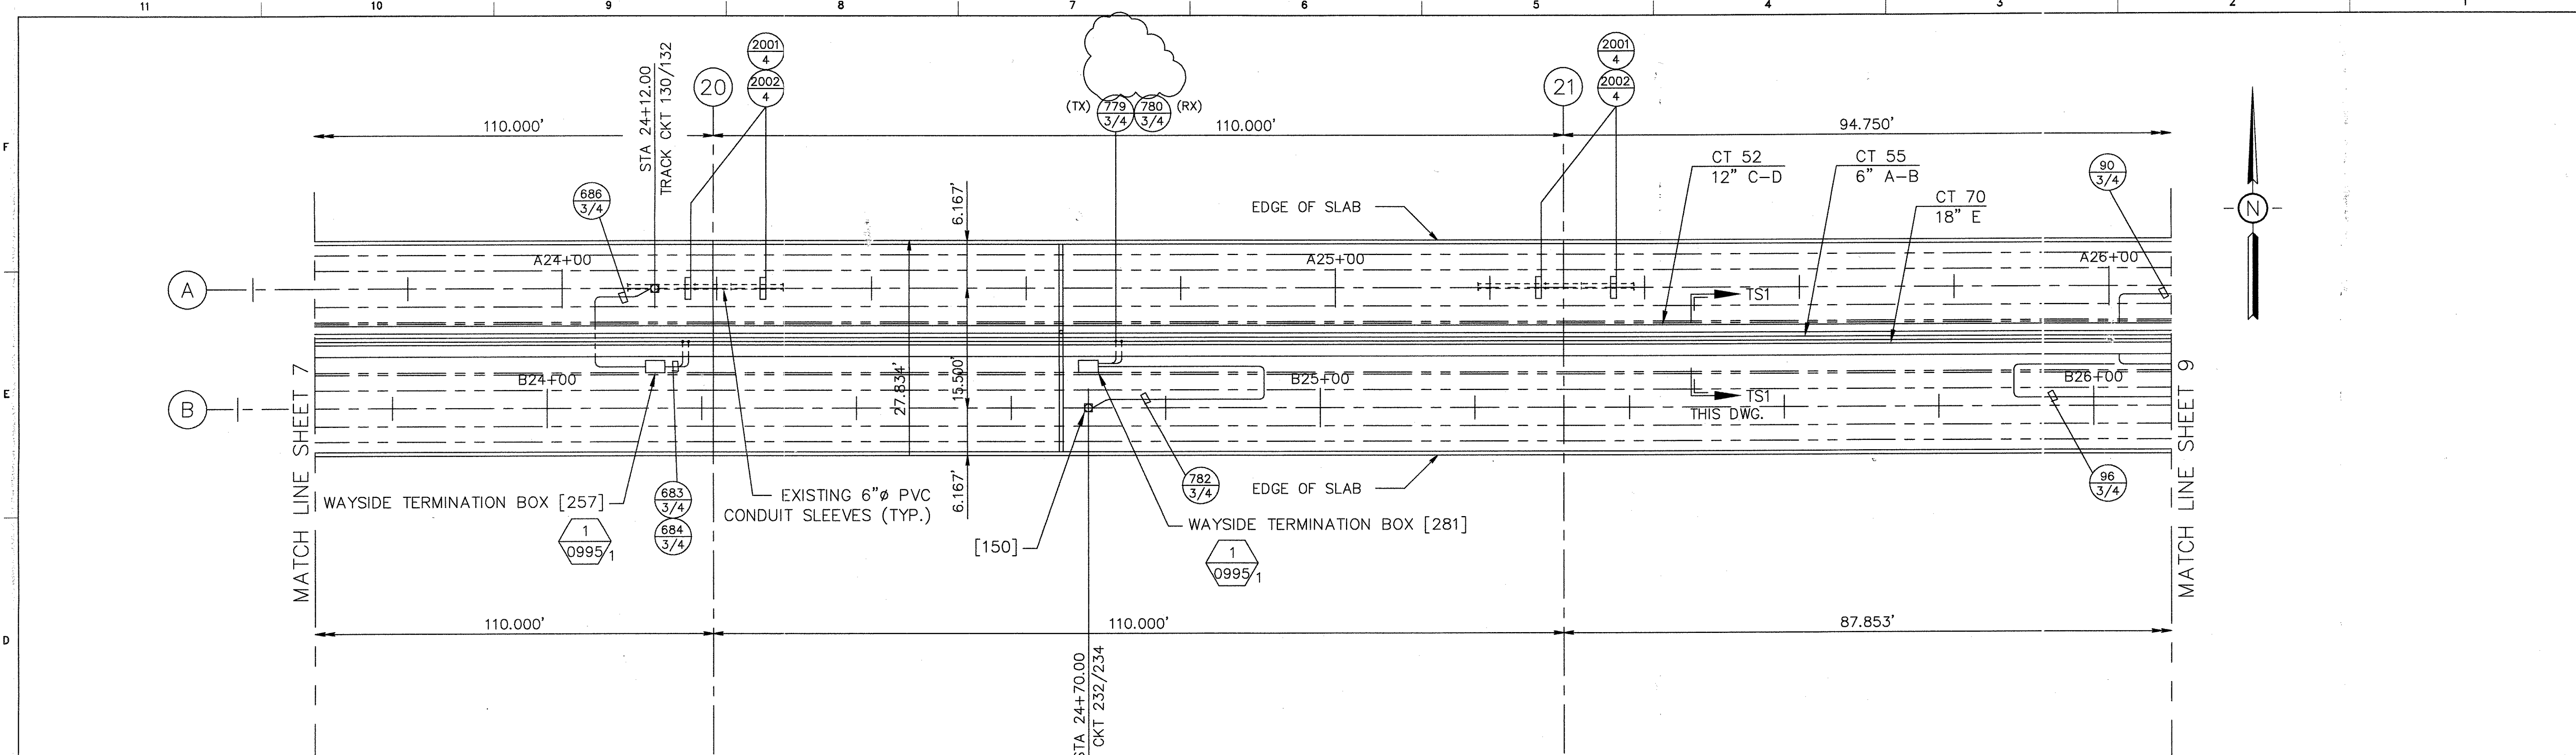 11 10 9 8 7 6 5 4 3 2 1
F
E
D
STA 24+12.00
TRACK CKT 130/132
20
2001
4
2002
4
(TX) 779 780 (RX)
3/4 3/4
21
2001
4
2002
4
110.000' 110.000' 94.750'
CT 52
12" C-D
CT 55
6" A-B
CT 70
18" E
90
3/4
686
3/4
6.167'
EDGE OF SLAB
N
A
A24+00 A25+00 A26+00
TS1
B
B24+00 B25+00 B26+00
27.834'
15.500'
TS1
THIS DWG.
6.167'
MATCH LINE SHEET 7
MATCH LINE SHEET 9
WAYSIDE TERMINATION BOX [257]
1
0995 1
683
3/4
684
3/4
EXISTING 6"ø PVC
CONDUIT SLEEVES (TYP.)
[150]
782
3/4
EDGE OF SLAB
WAYSIDE TERMINATION BOX [281]
1
0995 1
96
3/4
110.000' 110.000' 87.853'
STA 24+70.00
CKT 232/234